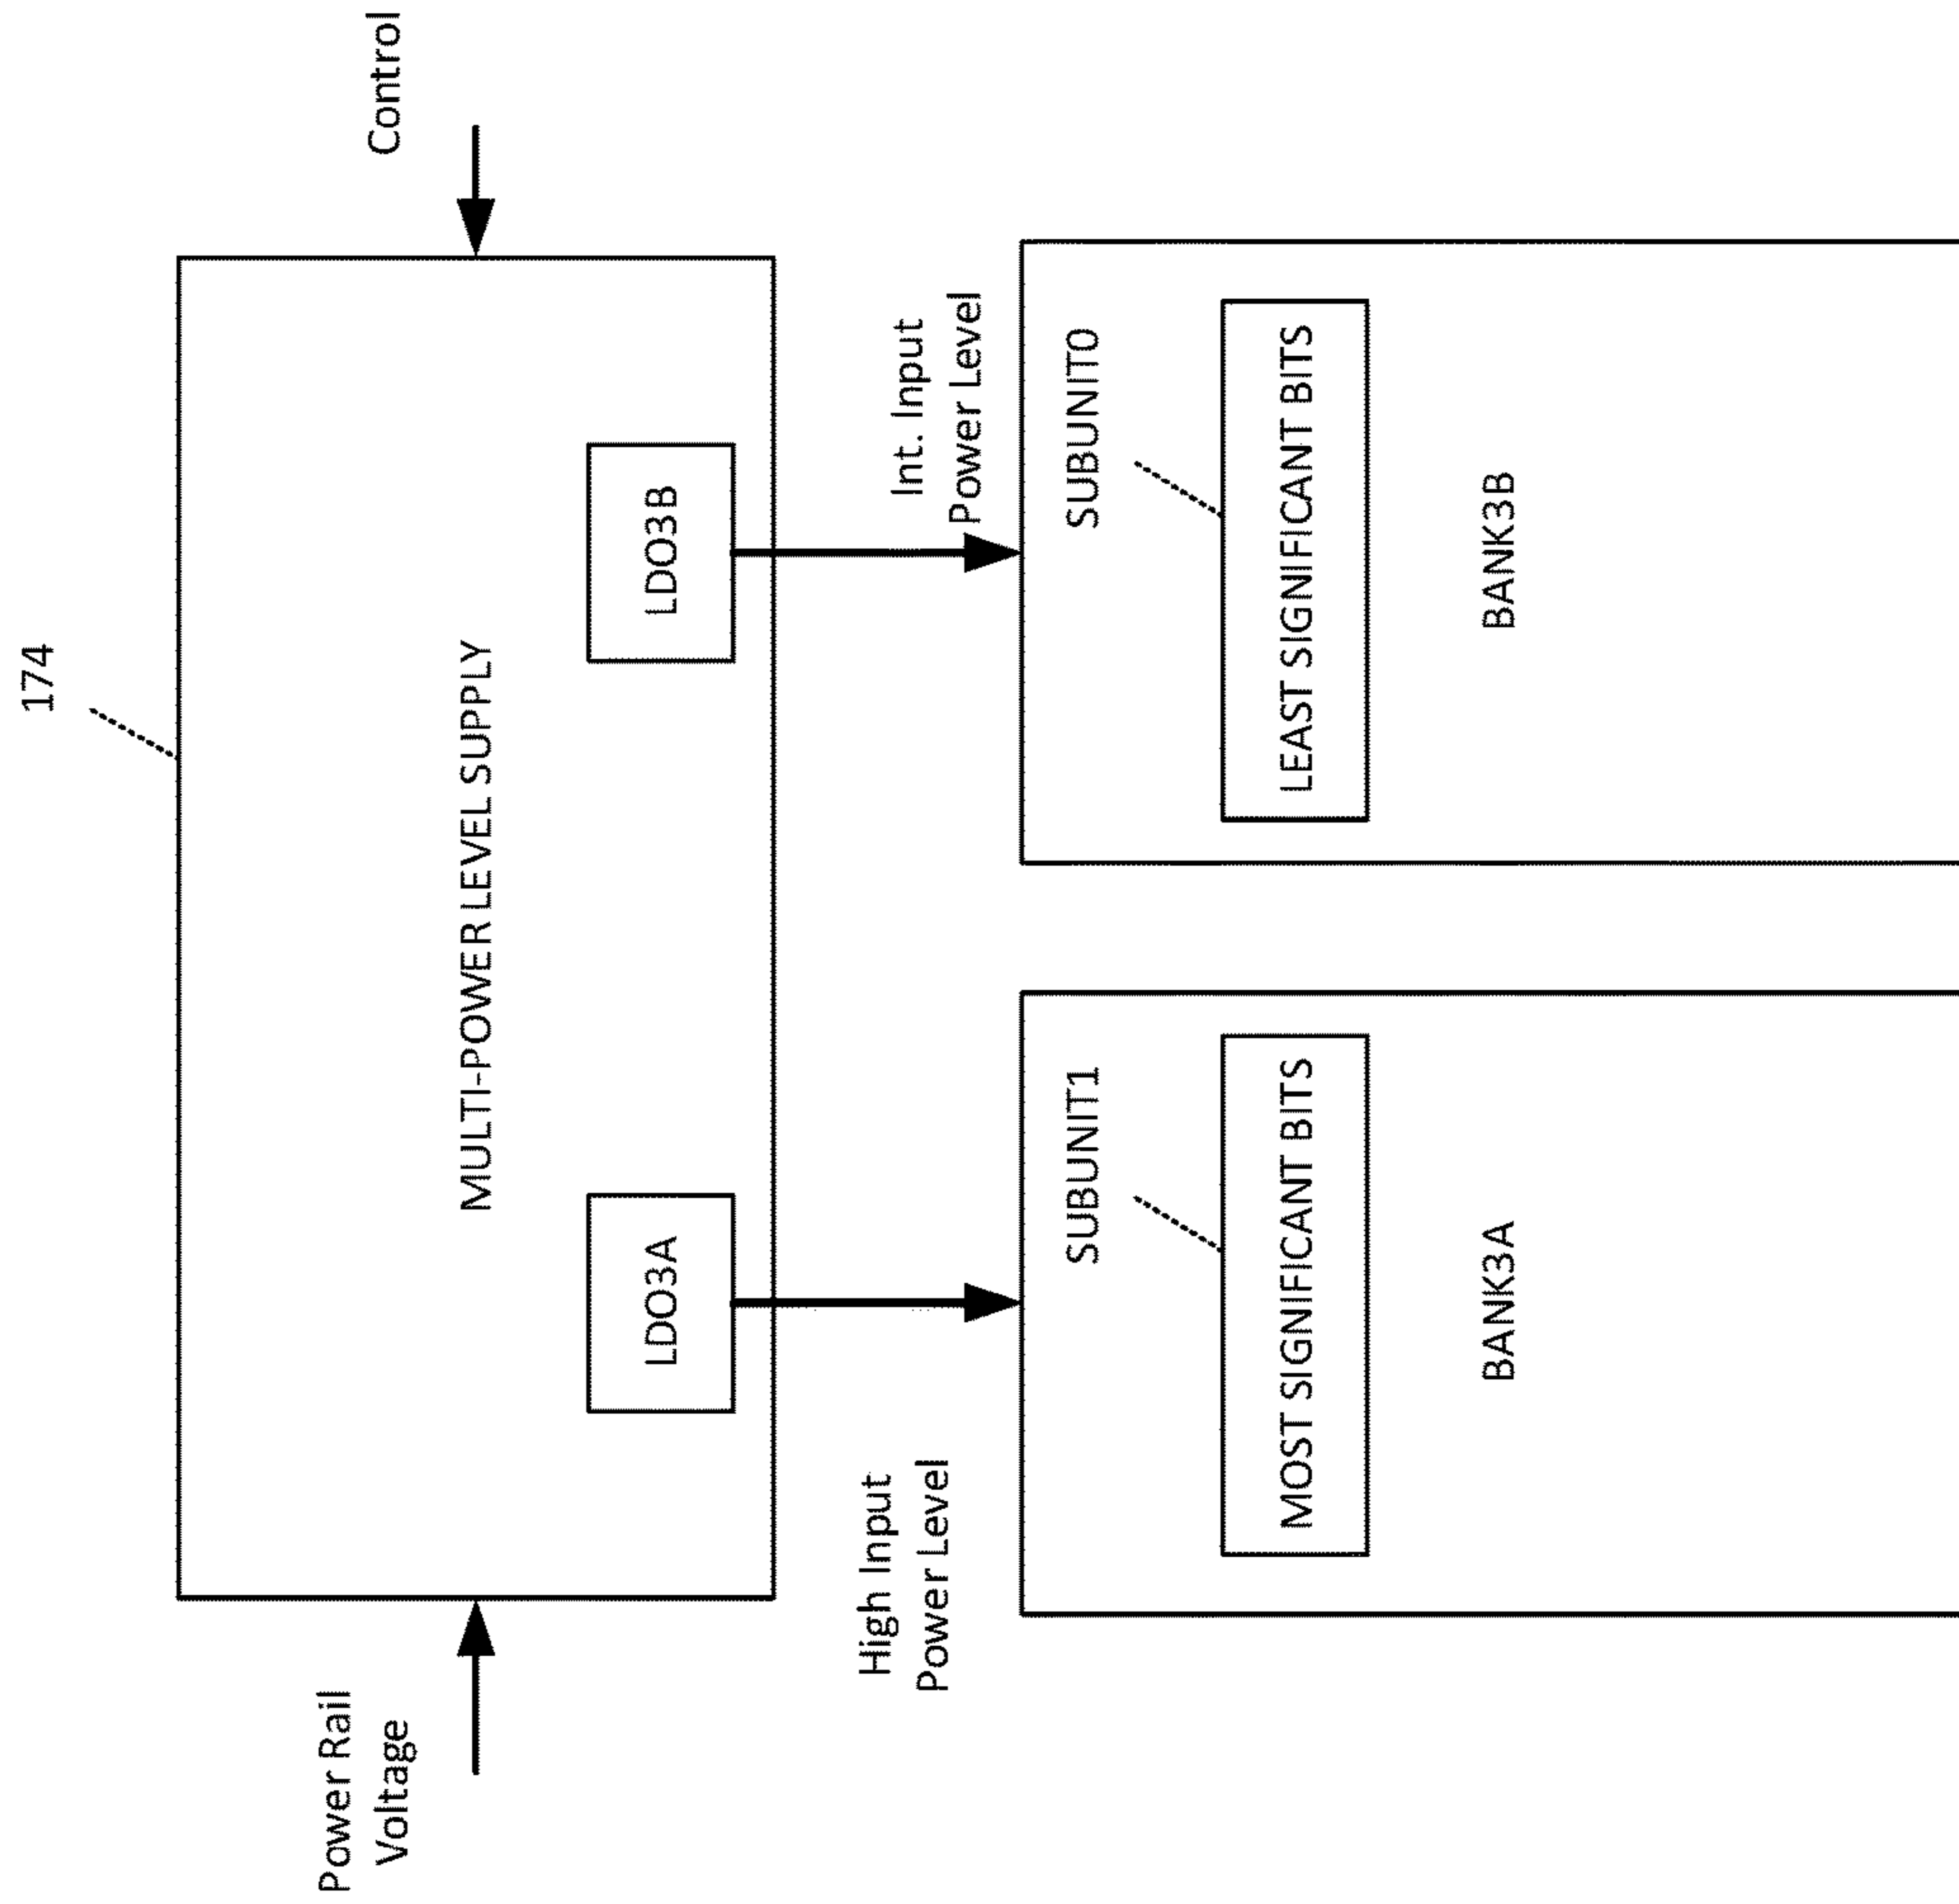 174
Power Rail
Voltage
Control
MULTI-POWER LEVEL SUPPLY
LDO3A
LDO3B
High Input
Power Level
Int. Input
Power Level
SUBUNIT1
MOST SIGNIFICANT BITS
BANK3A
SUBUNIT0
LEAST SIGNIFICANT BITS
BANK3B